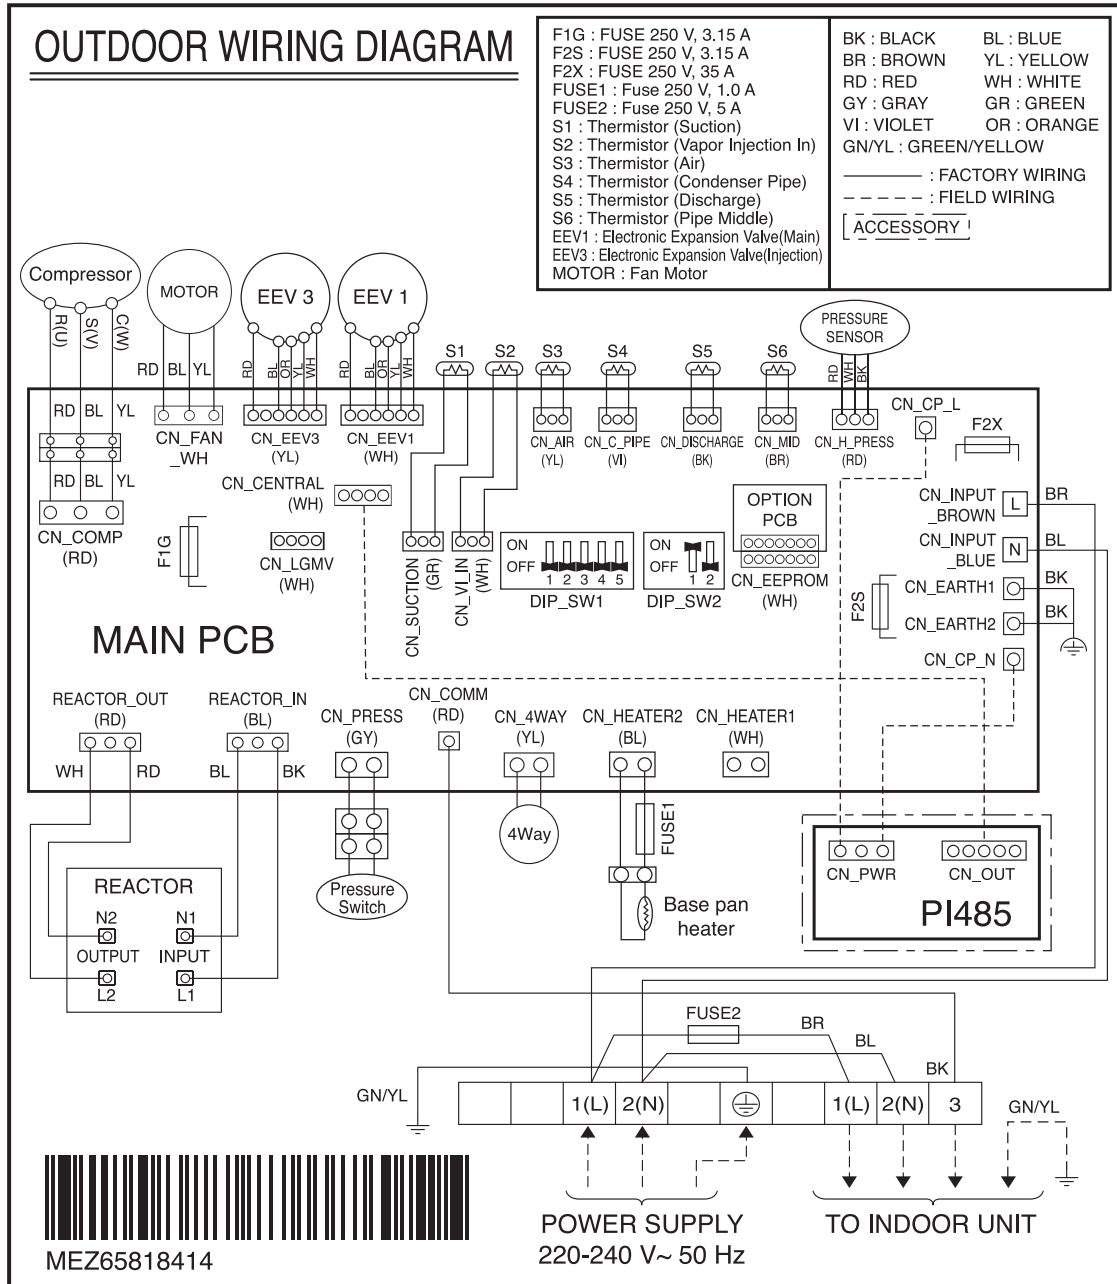 OUTDOOR WIRING DIAGRAM
F1G : FUSE 250 V, 3.15 A
F2S : FUSE 250 V, 3.15 A
F2X : FUSE 250 V, 35 A
FUSE1 : Fuse 250 V, 1.0 A
FUSE2 : Fuse 250 V, 5 A
S1 : Thermistor (Suction)
S2 : Thermistor (Vapor Injection In)
S3 : Thermistor (Air)
S4 : Thermistor (Condenser Pipe)
S5 : Thermistor (Discharge)
S6 : Thermistor (Pipe Middle)
EEV1 : Electronic Expansion Valve(Main)
EEV3 : Electronic Expansion Valve(Injection)
MOTOR : Fan Motor
BK : BLACK BL : BLUE
BR : BROWN YL : YELLOW
RD : RED WH : WHITE
GY : GRAY GR : GREEN
VI : VIOLET OR : ORANGE
GN/YL : GREEN/YELLOW
: FACTORY WIRING
: FIELD WIRING
ACCESSORY
Compressor
MOTOR
EEV 3
EEV 1
PRESSURE
SENSOR
R(U) S(V) C(W)
RD BL YL
RD BL OR YL WH
RD BL OR YL WH
S1 S2 S3 S4 S5 S6
RD WH BK
RD BL YL
CN_FAN
_WH
CN_EEV3
(YL)
CN_EEV1
(WH)
CN_AIR
(YL)
CN_C_PIPE
(VI)
CN_DISCHARGE
(BK)
CN_MID
(BR)
CN_H_PRESS
(RD)
CN_CP_L
F2X
RD BL YL
CN_COMP
(RD)
F1G
CN_CENTRAL
(WH)
CN_LGMV
(WH)
CN_SUCTION
(GR)
CN_VI_IN
(WH)
ON
OFF
1 2 3 4 5
DIP_SW1
ON
OFF
1 2
DIP_SW2
OPTION
PCB
CN_EEPROM
(WH)
CN_INPUT
_BROWN
L
BR
CN_INPUT
_BLUE
N
BL
F2S
CN_EARTH1
BK
CN_EARTH2
BK
CN_CP_N
MAIN PCB
REACTOR_OUT
(RD)
WH RD
REACTOR_IN
(BL)
BL BK
CN_PRESS
(GY)
CN_COMM
(RD)
CN_4WAY
(YL)
CN_HEATER2
(BL)
CN_HEATER1
(WH)
4Way
FUSE1
Pressure
Switch
Base pan
heater
REACTOR
N2 N1
OUTPUT INPUT
L2 L1
CN_PWR
CN_OUT
PI485
FUSE2
BR
BL
BK
GN/YL
1(L) 2(N) 1(L) 2(N) 3
GN/YL
POWER SUPPLY
220-240 V~ 50 Hz
TO INDOOR UNIT
MEZ65818414